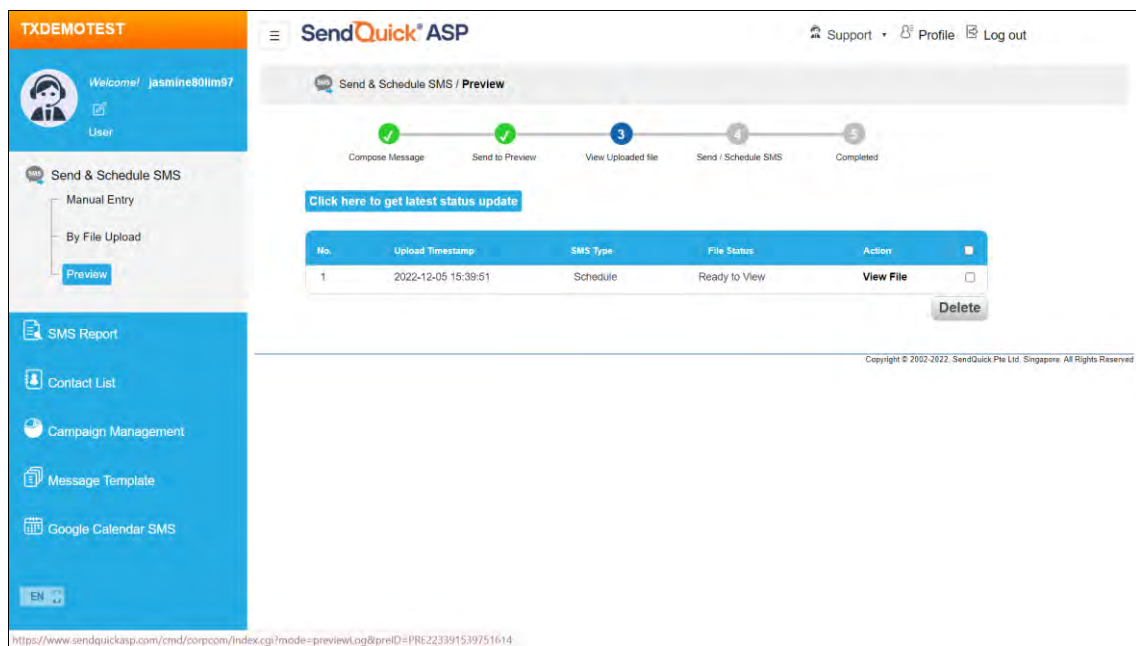 TXDEMOTEST
☰ SendQuick® ASP
Support Profile Log out
Welcome! jasmine80lim97
User
Send & Schedule SMS / Preview
3 4 5
Compose Message Send to Preview View Uploaded file Send / Schedule SMS Completed
Send & Schedule SMS
Manual Entry
By File Upload
Preview
Click here to get latest status update
No. Upload Timestamp SMS Type File Status Action
1 2022-12-05 15:39:51 Schedule Ready to View View File
Delete
SMS Report
Contact List
Campaign Management
Message Template
Google Calendar SMS
EN
Copyright © 2002-2022, SendQuick Pte Ltd. Singapore. All Rights Reserved
https://www.sendquickasp.com/cmd/corpcom/index.cgi?mode=previewLog&preID=PRE223391539751614